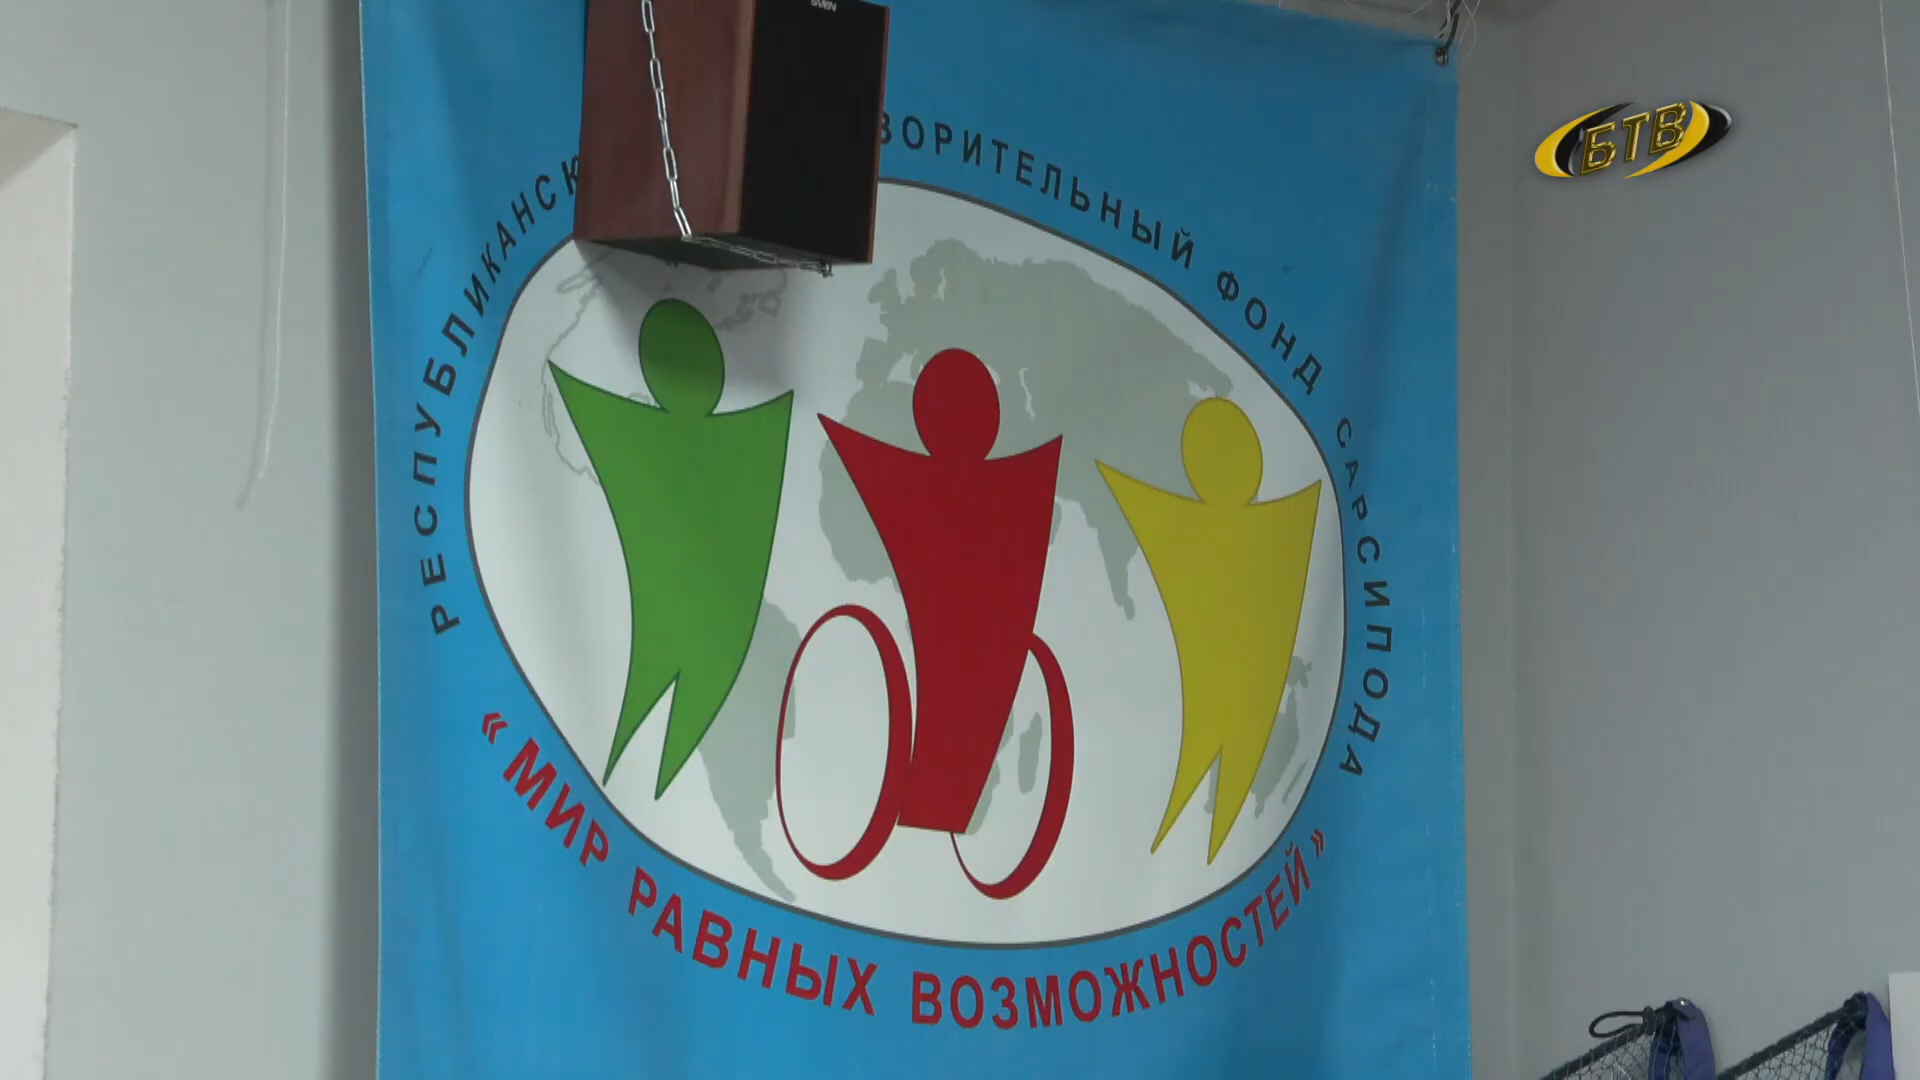 РЕСПУБЛИКАНСК ВОРИТЕЛЬНЫЙ ФОНД САРСИПОДА
«МИР РАВНЫХ ВОЗМОЖНОСТЕЙ»
SVEN
БТВ